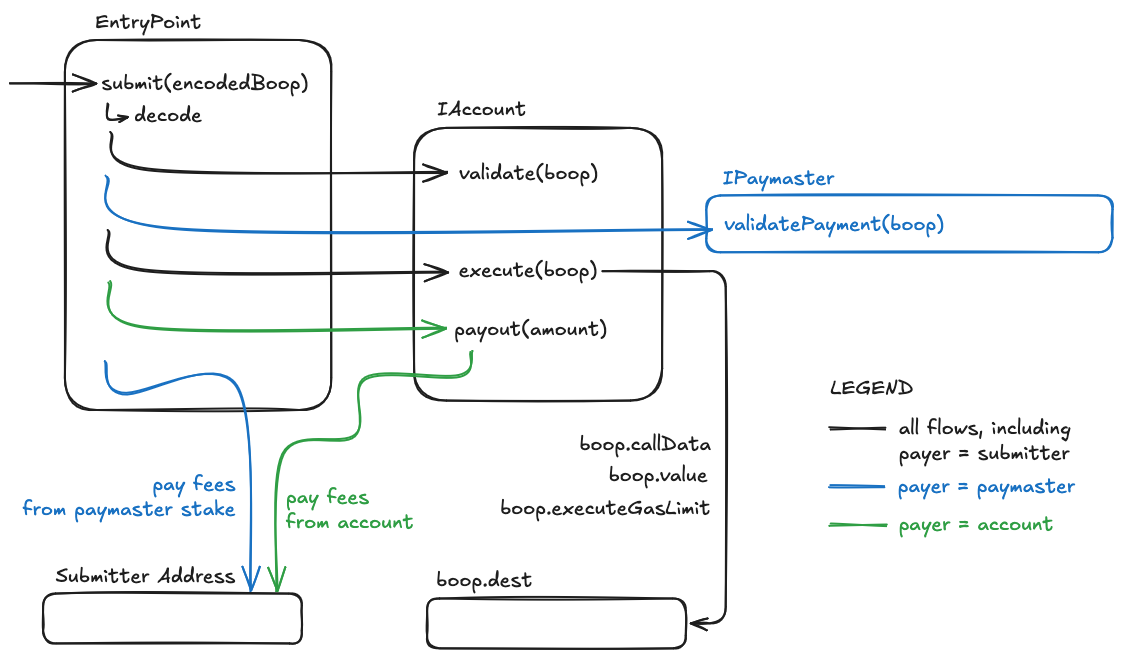 EntryPoint
submit(encodedBoop)
decode
IAccount
validate(boop)
IPaymaster
validatePayment(boop)
execute(boop)
payout(amount)
LEGEND
all flows, including
payer = submitter
payer = paymaster
payer = account
boop.callData
boop.value
boop.executeGasLimit
pay fees
from paymaster stake
pay fees
from account
Submitter Address
boop.dest